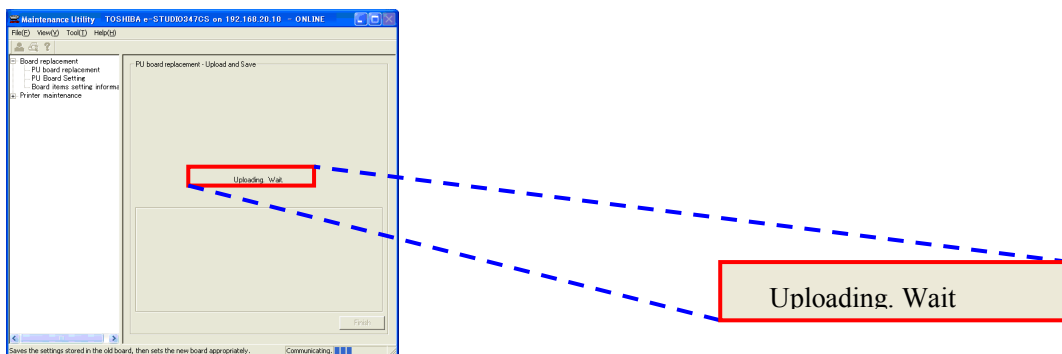 Maintenance Utility TOSHIBA e-STUDIO347CS on 192.168.20.10 - ONLINE
File(F) View(V) Tool(T) Help(H)
Board replacement
PU board replacement
PU Board Setting
Board items setting informa
Printer maintenance
PU board replacement - Upload and Save
Uploading. Wait.
Uploading. Wait
Finish
Saves the settings stored in the old board, then sets the new board appropriately.
Communicating.